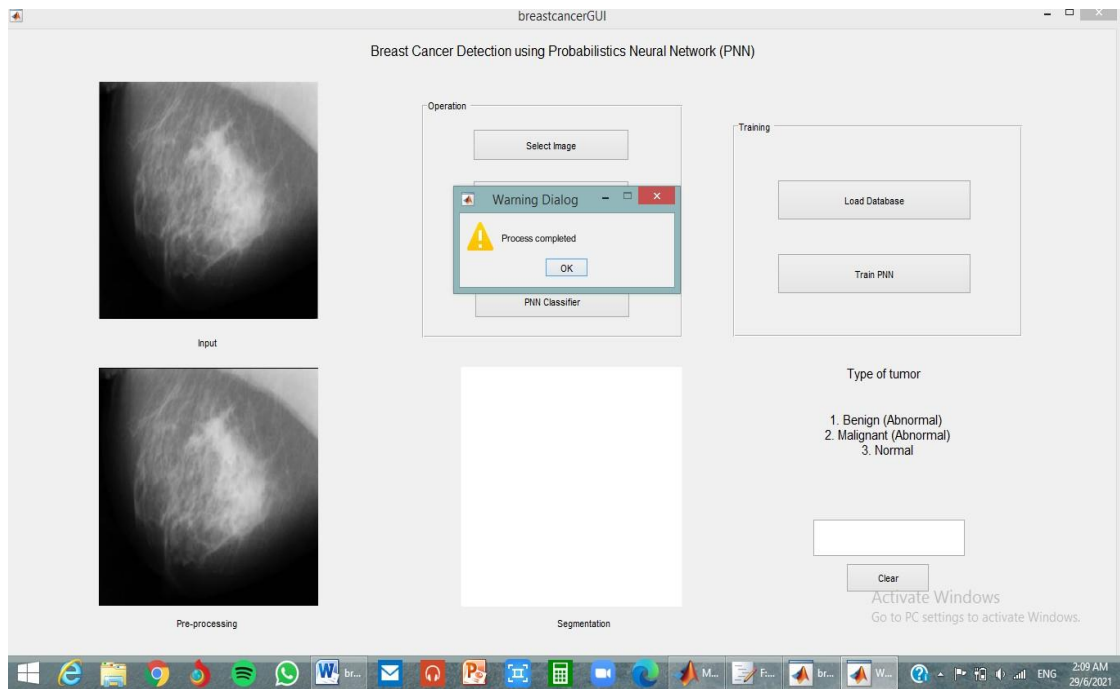 breastcancerGUI
Breast Cancer Detection using Probabilistics Neural Network (PNN)
Operation
Select Image
Training
Warning Dialog
Process completed
OK
Load Database
PNN Classifier
Train PNN
Input
Type of tumor
1. Benign (Abnormal)
2. Malignant (Abnormal)
3. Normal
Clear
Activate Windows
Go to PC settings to activate Windows.
Pre-processing
Segmentation
br...
M...
F:...
br...
W...
ENG
2:09 AM
29/6/2021